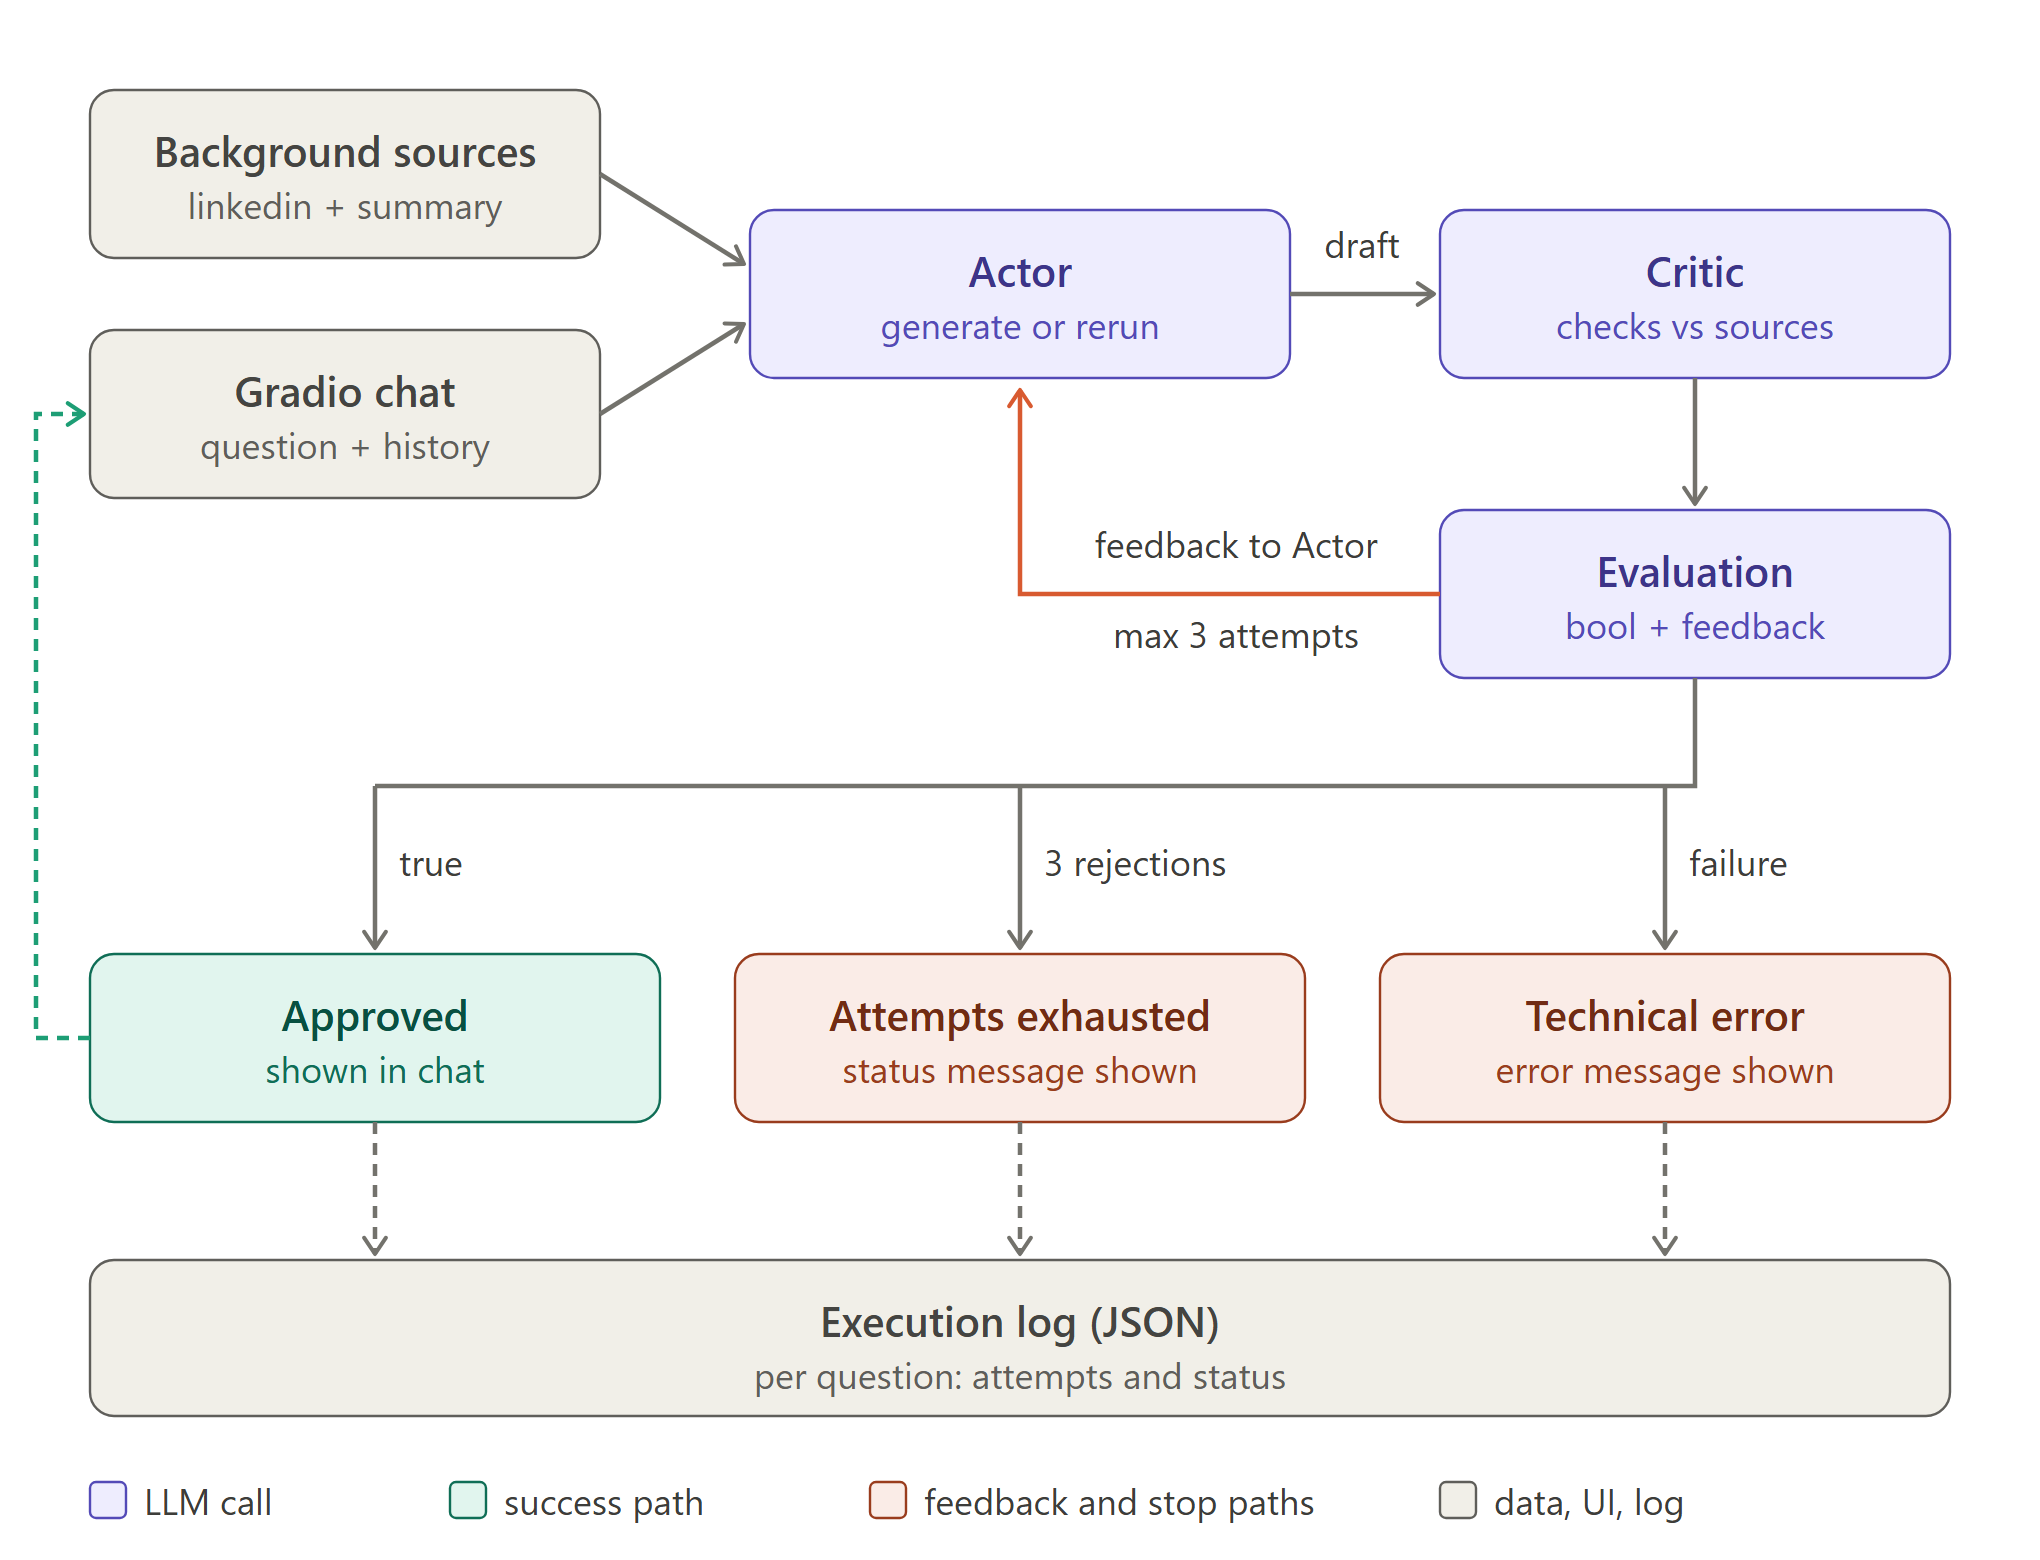 Background sources
linkedin + summary
Gradio chat
question + history
Actor
generate or rerun
draft
Critic
checks vs sources
Evaluation
bool + feedback
feedback to Actor
max 3 attempts
true
3 rejections
failure
Approved
shown in chat
Attempts exhausted
status message shown
Technical error
error message shown
Execution log (JSON)
per question: attempts and status
LLM call
success path
feedback and stop paths
data, UI, log